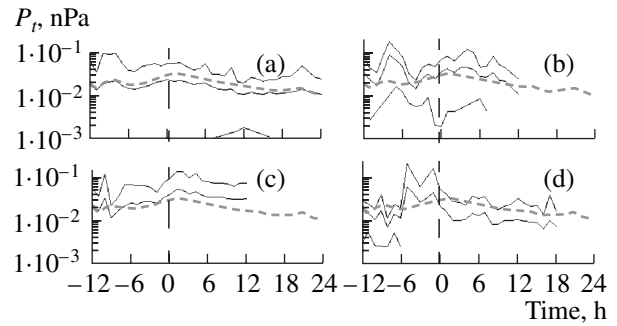 P_t, nPa
1·10⁻¹ (a) (b)
1·10⁻²
1·10⁻³
1·10⁻¹ (c) (d)
1·10⁻²
1·10⁻³
−12 −6 0 6 12 18 24 −12 −6 0 6 12 18 24
Time, h